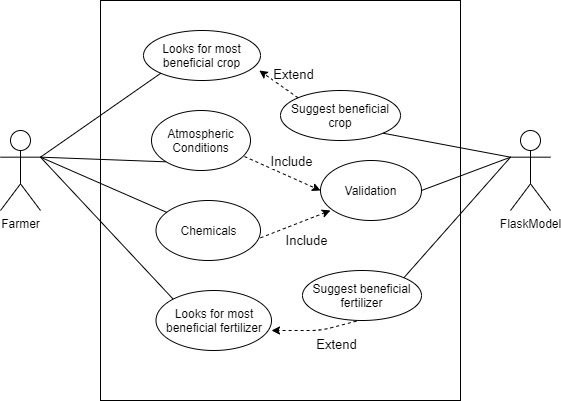 Looks for most
beneficial crop
Extend
Suggest beneficial
crop
Atmospheric
Conditions
Include
Validation
Farmer
FlaskModel
Chemicals
Include
Suggest beneficial
fertilizer
Looks for most
beneficial fertilizer
Extend